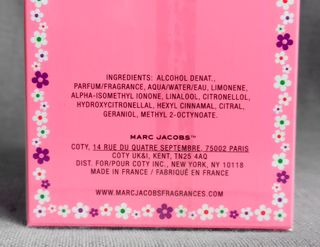 INGREDIENTS: ALCOHOL DENAT.,
PARFUM/FRAGRANCE, AQUA/WATER/EAU, LIMONENE,
ALPHA-ISOMETHYL IONONE, LINALOOL, CITRONELLOL,
HYDROXYCITRONELLAL, HEXYL CINNAMAL, CITRAL,
GERANIOL, METHYL 2-OCTYNOATE.
MARC JACOBS™
COTY, 14 RUE DU QUATRE SEPTEMBRE, 75002 PARIS
COTY UK&I, KENT, TN25 4AQ
DIST. FOR/POUR COTY INC., NEW YORK, NY 10118
MADE IN FRANCE / FABRIQUÉ EN FRANCE
WWW.MARCJACOBSFRAGRANCES.COM